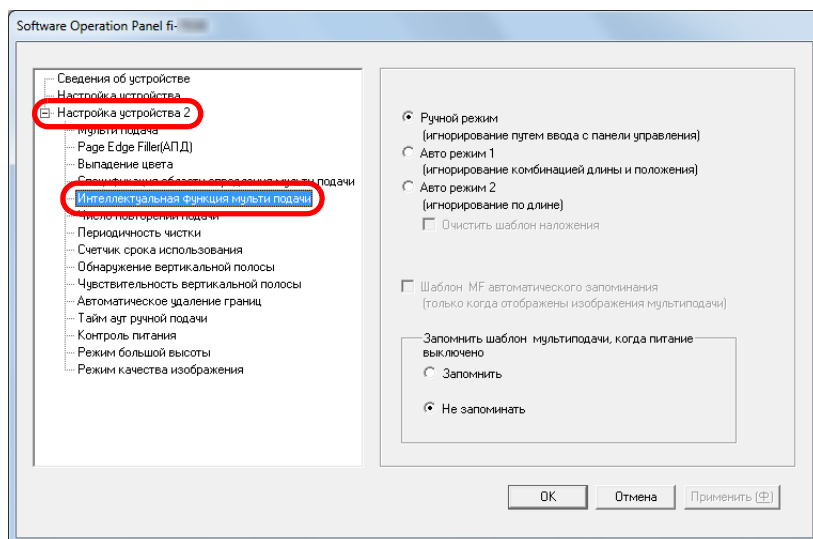 Software Operation Panel fi-
Сведения об устройстве
Настройка устройства
Настройка устройства 2
Мульти подача
Page Edge Filler(АПД)
Выпадение цвета
Спецификация области определения мульти подачи
Интеллектуальная функция мульти подачи
Число повторений подачи
Периодичность чистки
Счетчик срока использования
Обнаружение вертикальной полосы
Чувствительность вертикальной полосы
Автоматическое удаление границ
Тайм аут ручной подачи
Контроль питания
Режим большой высоты
Режим качества изображения
Ручной режим
(игнорирование путем ввода с панели управления)
Авто режим 1
(игнорирование комбинацией длины и положения)
Авто режим 2
(игнорирование по длине)
Очистить шаблон наложения
Шаблон MF автоматического запоминания
(только когда отображены изображения мультиподачи)
Запомнить шаблон мультиподачи, когда питание
выключено
Запомнить
Не запоминать
OK
Отмена
Применить (Ф)